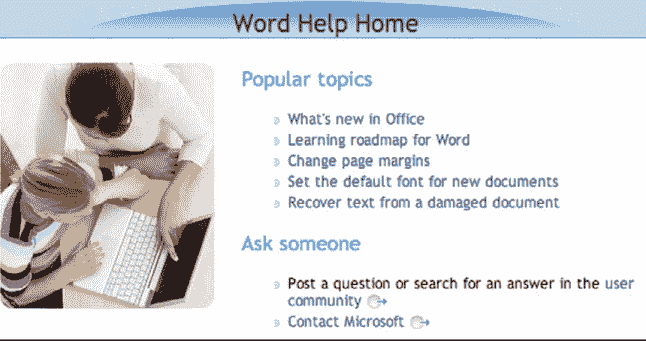 Word Help Home
Popular topics
What's new in Office
Learning roadmap for Word
Change page margins
Set the default font for new documents
Recover text from a damaged document
Ask someone
Post a question or search for an answer in the user
community
Contact Microsoft